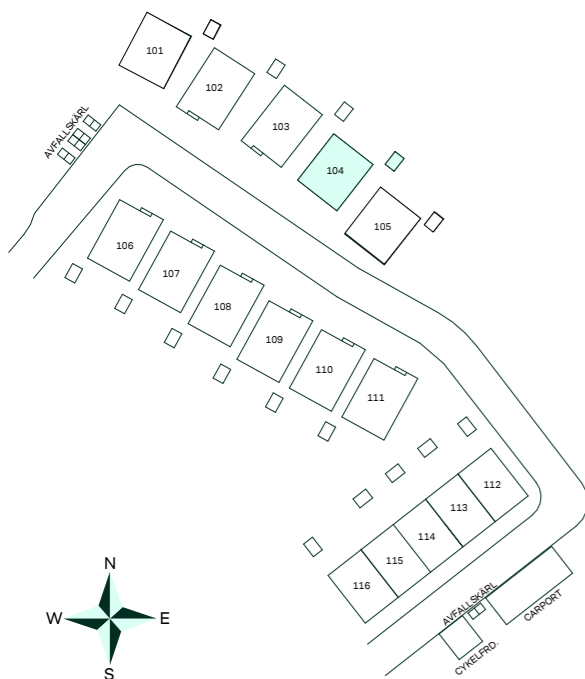 101
102
103
104
105
AVFALLSKÄRL
106
107
108
109
110
111
112
113
114
115
116
AVFALLSKÄRL
CARPORT
CYKELFRD.
N
W E
S